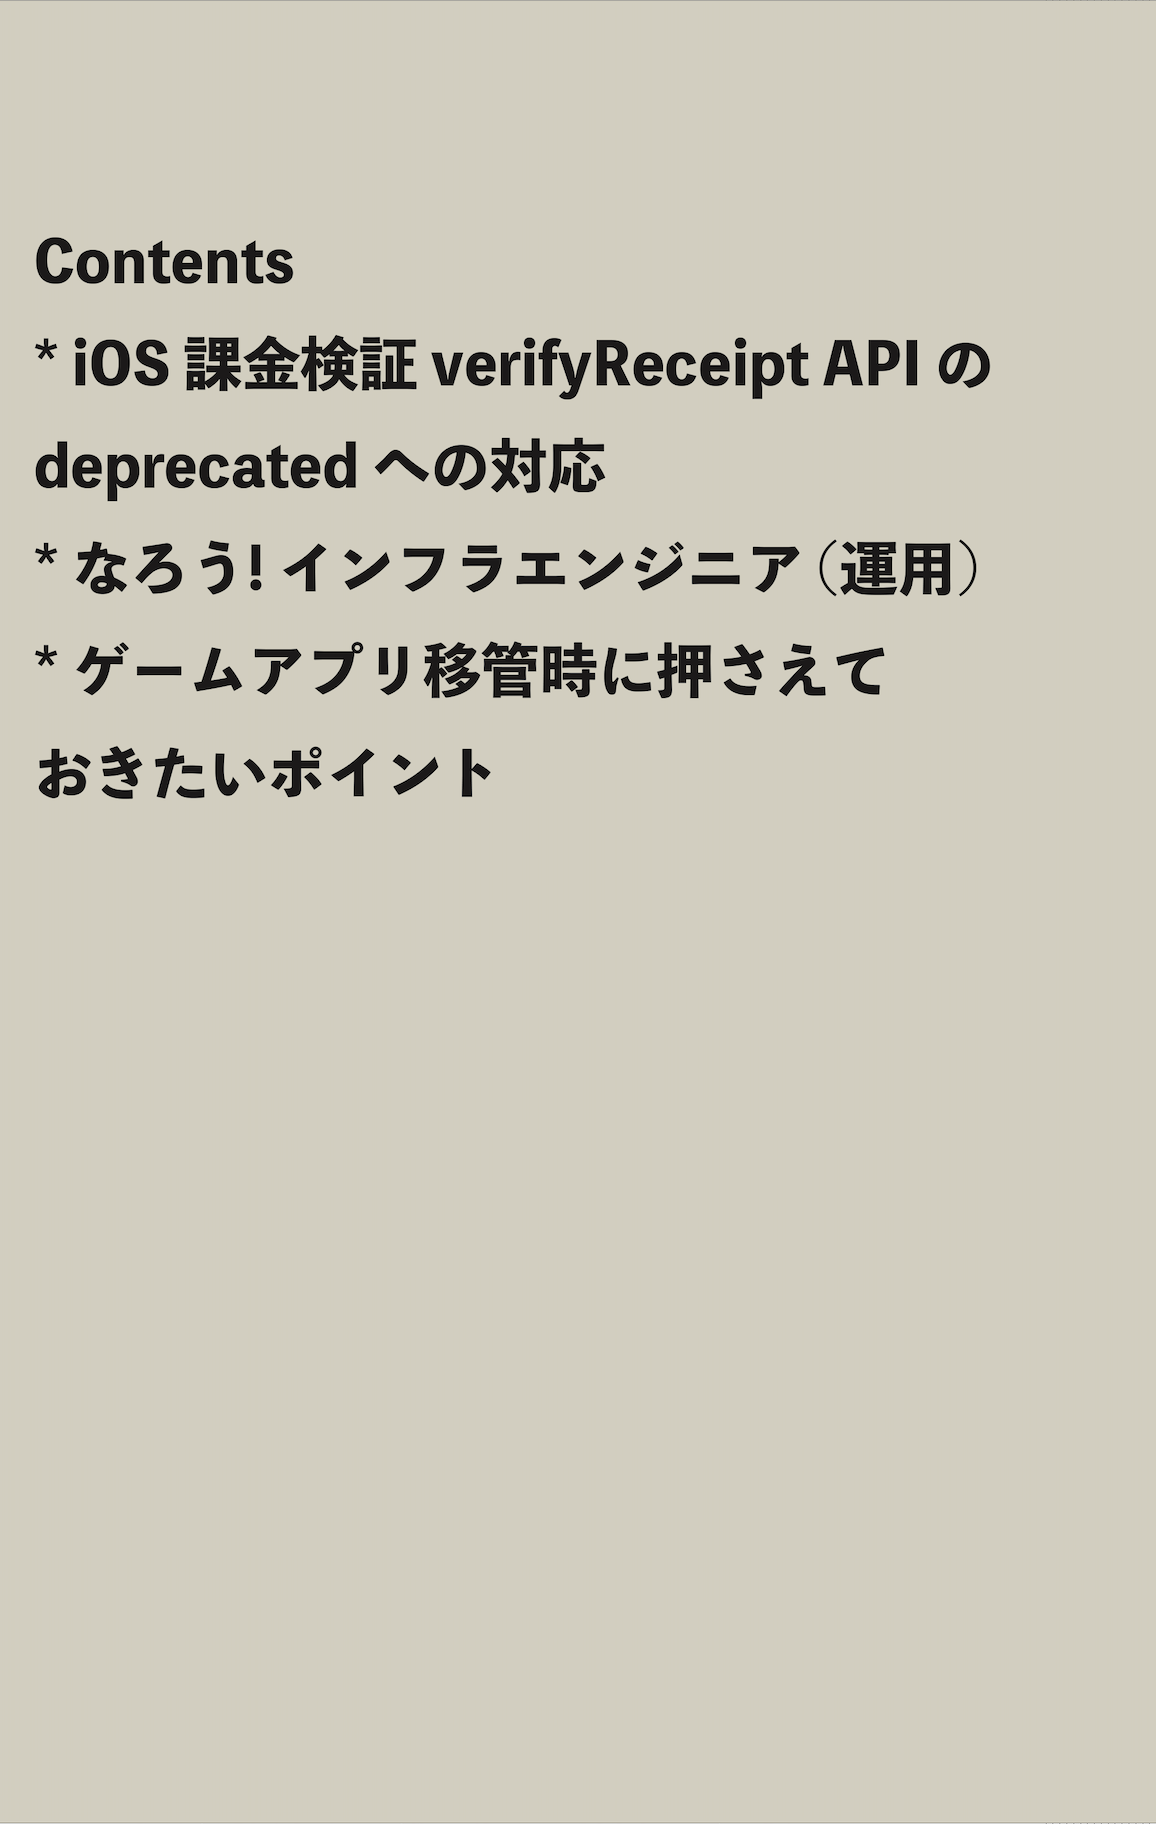 Contents
* iOS 課金検証 verifyReceipt API の
deprecated への対応
* なろう! インフラエンジニア（運用）
* ゲームアプリ移管時に押さえて
おきたいポイント